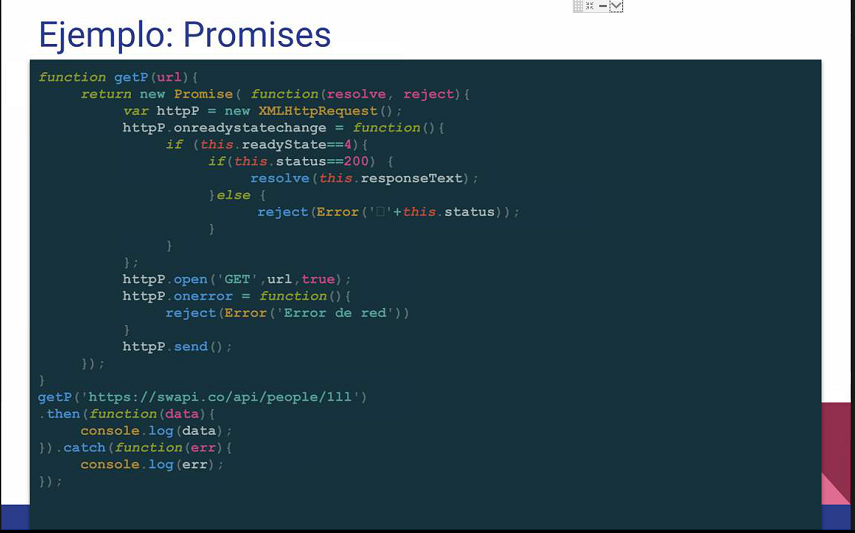 Ejemplo: Promises
function getP(url){
return new Promise( function(resolve, reject){
var httpP = new XMLHttpRequest();
httpP.onreadystatechange = function(){
if (this.readyState==4){
if(this.status==200) {
resolve(this.responseText);
}else {
reject(Error('▯'+this.status));
}
}
};
httpP.open('GET',url,true);
httpP.onerror = function(){
reject(Error('Error de red'))
}
httpP.send();
});
}
getP('https://swapi.co/api/people/1ll')
.then(function(data){
console.log(data);
}).catch(function(err){
console.log(err);
});